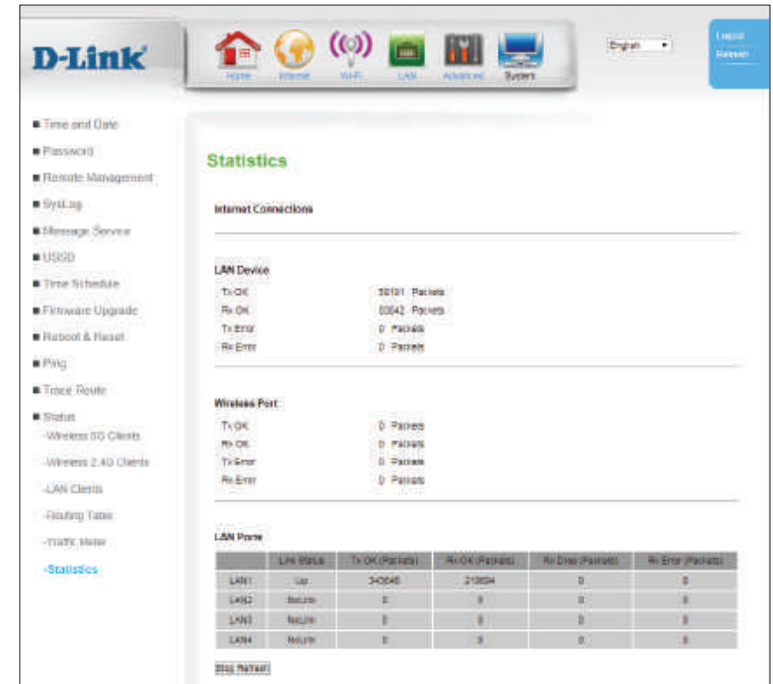 D-Link
Home Internet Wi-Fi LAN Advanced System
English
Logout
Refresh
Time and Date
Password
Remote Management
SysLog
Message Service
USSD
Time Schedule
Firmware Upgrade
Reboot & Reset
Ping
Trace Route
Status
-Wireless 5G Clients
-Wireless 2.4G Clients
-LAN Clients
-Routing Table
-Traffic Meter
-Statistics
Statistics
Internet Connections
LAN Device
Tx OK Packets
Rx OK Packets
Tx Error 0 Packets
Rx Error 0 Packets
Wireless Port
Tx OK 0 Packets
Rx OK 0 Packets
Tx Error 0 Packets
Rx Error 0 Packets
LAN Ports
Link Status Tx OK (Packets) Rx OK (Packets) Rx Drop (Packets) Rx Error (Packets)
LAN1 Up 0 0
LAN2 NoLink 0 0 0 0
LAN3 NoLink 0 0 0 0
LAN4 NoLink 0 0 0 0
Stop Refresh